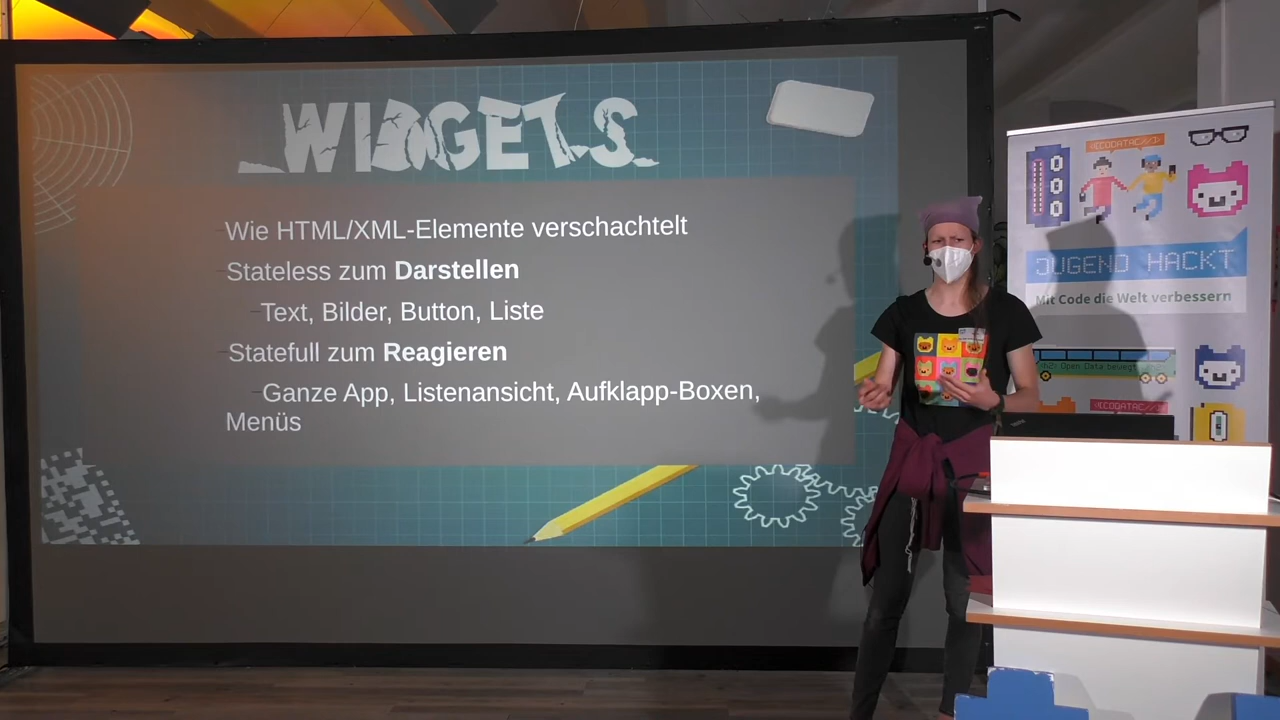 WIDGETS
Wie HTML/XML-Elemente verschachtelt
Stateless zum Darstellen
Text, Bilder, Button, Liste
Statefull zum Reagieren
Ganze App, Listenansicht, Aufklapp-Boxen,
Menüs
JUGEND HACKT
Mit Code die Welt verbessern